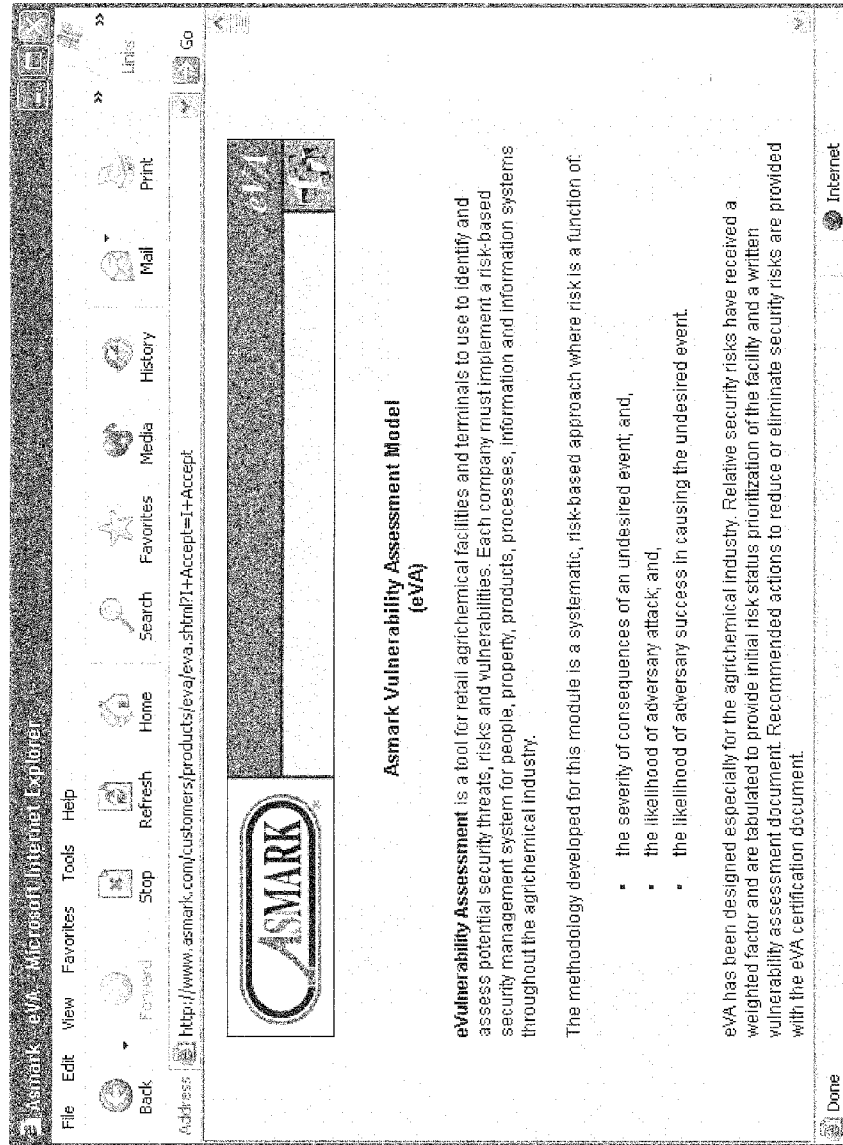 Asmark eVA - Microsoft Internet Explorer
File Edit View Favorites Tools Help
Back Forward Stop Refresh Home Search Favorites Media History Mail Print »
Address http://www.asmark.com/customers/products/eva/eva.shtml?I+Accept=I+Accept Go Links »
ASMARK
eVA
Asmark Vulnerability Assessment Model
(eVA)
eVulnerability Assessment is a tool for retail agrichemical facilities and terminals to use to identify and
assess potential security threats, risks and vulnerabilities. Each company must implement a risk-based
security management system for people, property, products, processes, information and information systems
throughout the agrichemical industry.
The methodology developed for this module is a systematic, risk-based approach where risk is a function of:
▪ the severity of consequences of an undesired event; and,
▪ the likelihood of adversary attack; and,
▪ the likelihood of adversary success in causing the undesired event.
eVA has been designed especially for the agrichemical industry. Relative security risks have received a
weighted factor and are tabulated to provide initial risk status prioritization of the facility and a written
vulnerability assessment document. Recommended actions to reduce or eliminate security risks are provided
with the eVA certification document.
Done Internet